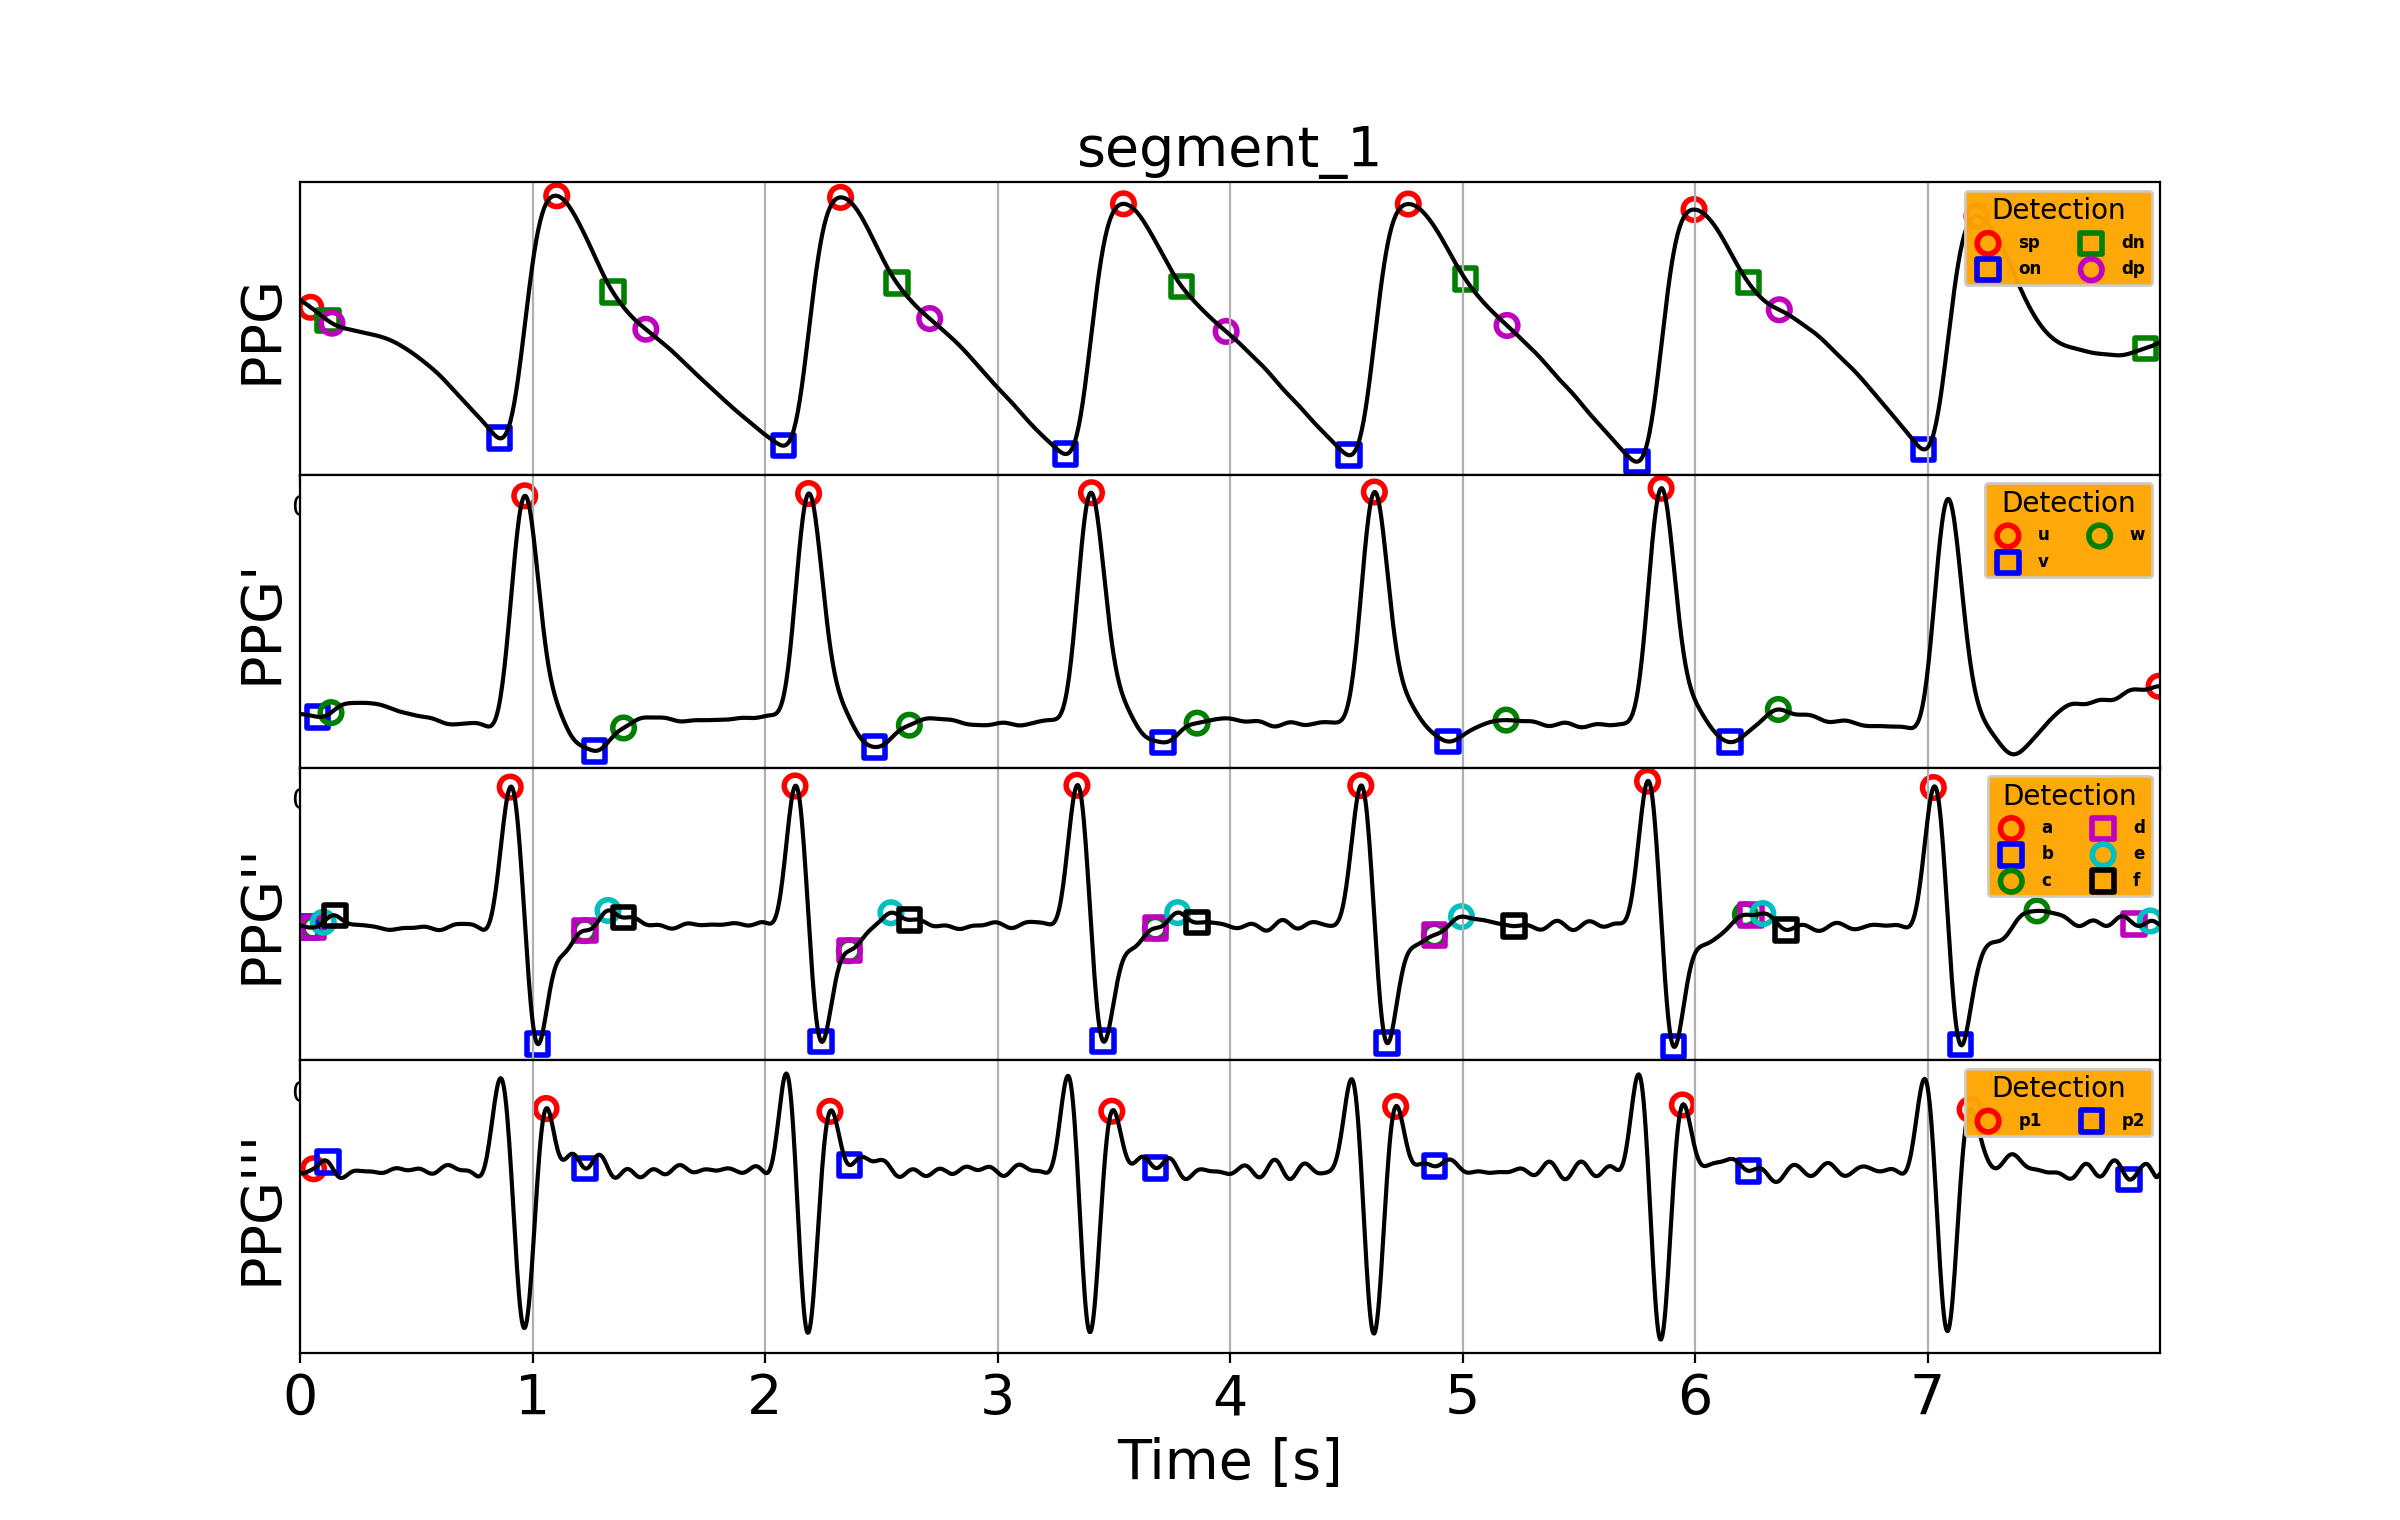 segment_1
PPG
Detection
sp dn
on dp
PPG'
Detection
u w
v
PPG''
Detection
a d
b e
c f
PPG'''
Detection
p1 p2
0 1 2 3 4 5 6 7
Time [s]